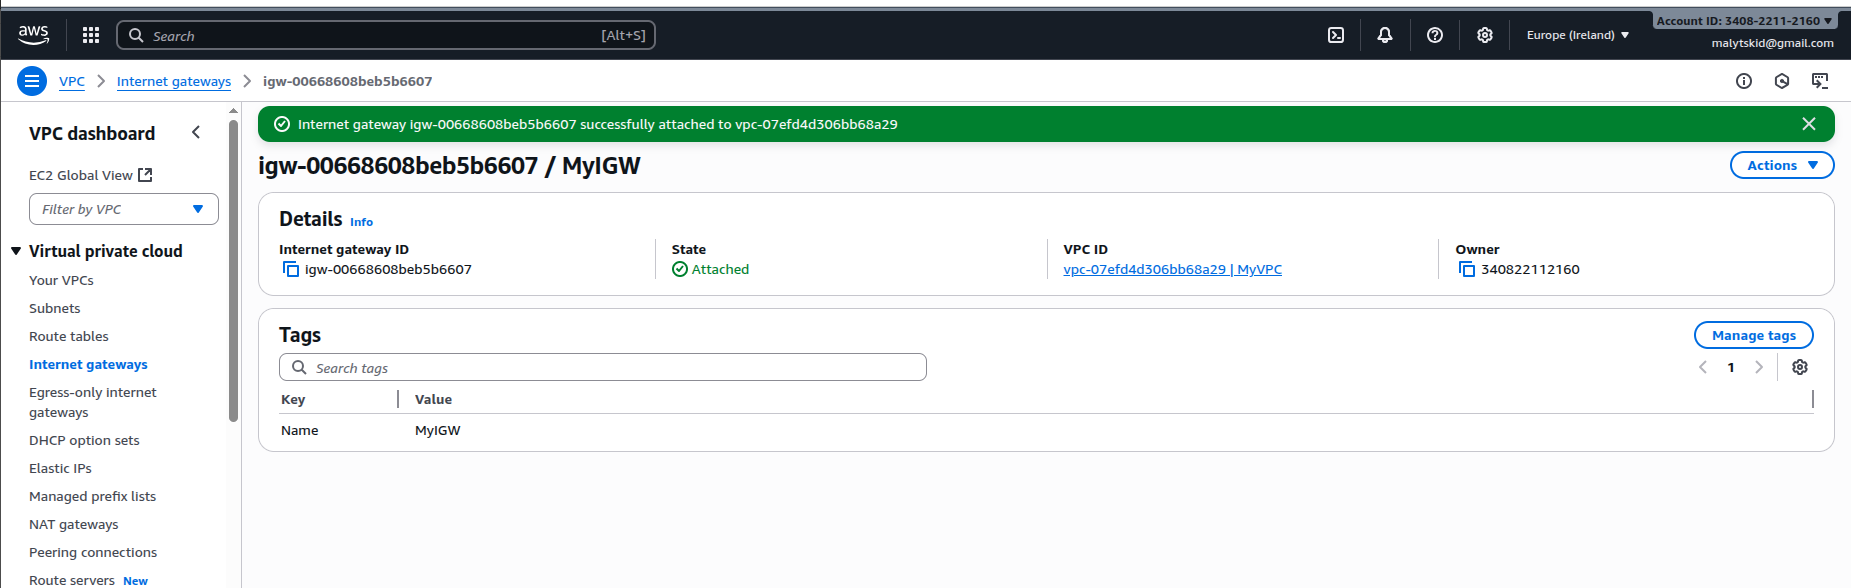 aws
Search [Alt+S]
Europe (Ireland)
Account ID: 3408-2211-2160
malytskid@gmail.com
VPC
Internet gateways
igw-00668608beb5b6607
VPC dashboard
EC2 Global View
Filter by VPC
Virtual private cloud
Your VPCs
Subnets
Route tables
Internet gateways
Egress-only internet
gateways
DHCP option sets
Elastic IPs
Managed prefix lists
NAT gateways
Peering connections
Route servers New
Internet gateway igw-00668608beb5b6607 successfully attached to vpc-07efd4d306bb68a29
igw-00668608beb5b6607 / MyIGW
Actions
Details Info
Internet gateway ID
igw-00668608beb5b6607
State
Attached
VPC ID
vpc-07efd4d306bb68a29 | MyVPC
Owner
340822112160
Tags
Manage tags
Search tags
1
Key Value
Name MyIGW